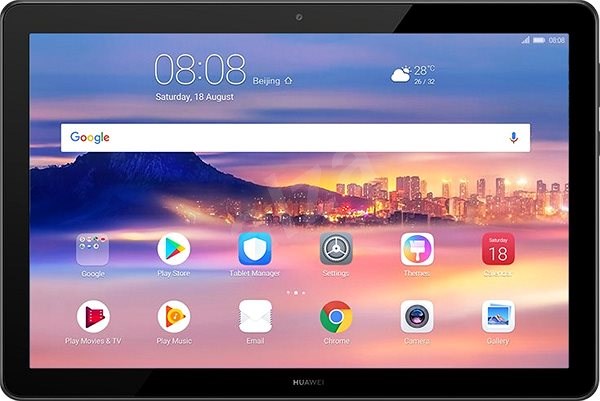 08:08
08:08
Beijing
28°C
26 / 32
Saturday, 18 August
Google
Saturday
18
Google
Play Store
Tablet Manager
Settings
Themes
Calendar
Play Movies & TV
Play Music
Email
Chrome
Camera
Gallery
HUAWEI